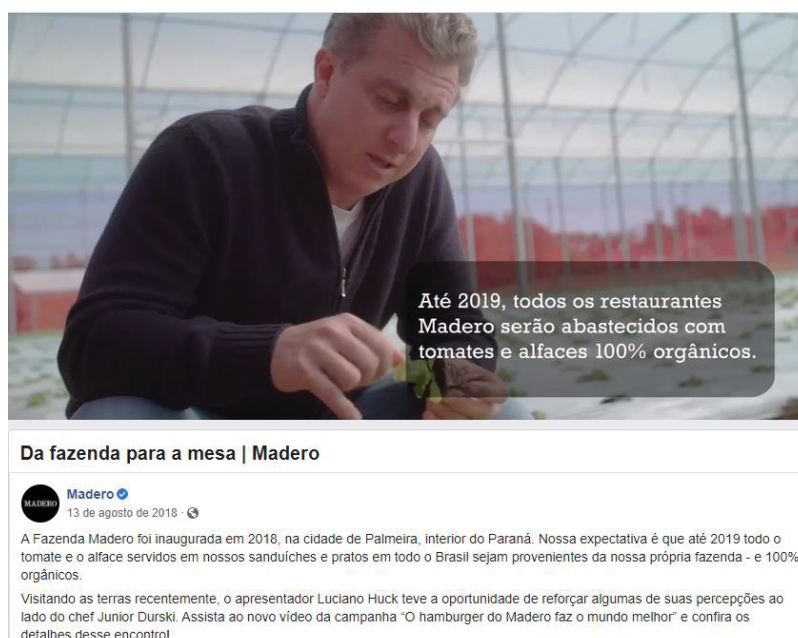 Até 2019, todos os restaurantes
Madero serão abastecidos com
tomates e alfaces 100% orgânicos.
Da fazenda para a mesa | Madero
MADERO
Madero
13 de agosto de 2018 ·
A Fazenda Madero foi inaugurada em 2018, na cidade de Palmeira, interior do Paraná. Nossa expectativa é que até 2019 todo o
tomate e o alface servidos em nossos sanduíches e pratos em todo o Brasil sejam provenientes da nossa própria fazenda - e 100%
orgânicos.
Visitando as terras recentemente, o apresentador Luciano Huck teve a oportunidade de reforçar algumas de suas percepções ao
lado do chef Junior Durski. Assista ao novo vídeo da campanha “O hamburger do Madero faz o mundo melhor” e confira os
detalhes desse encontro!